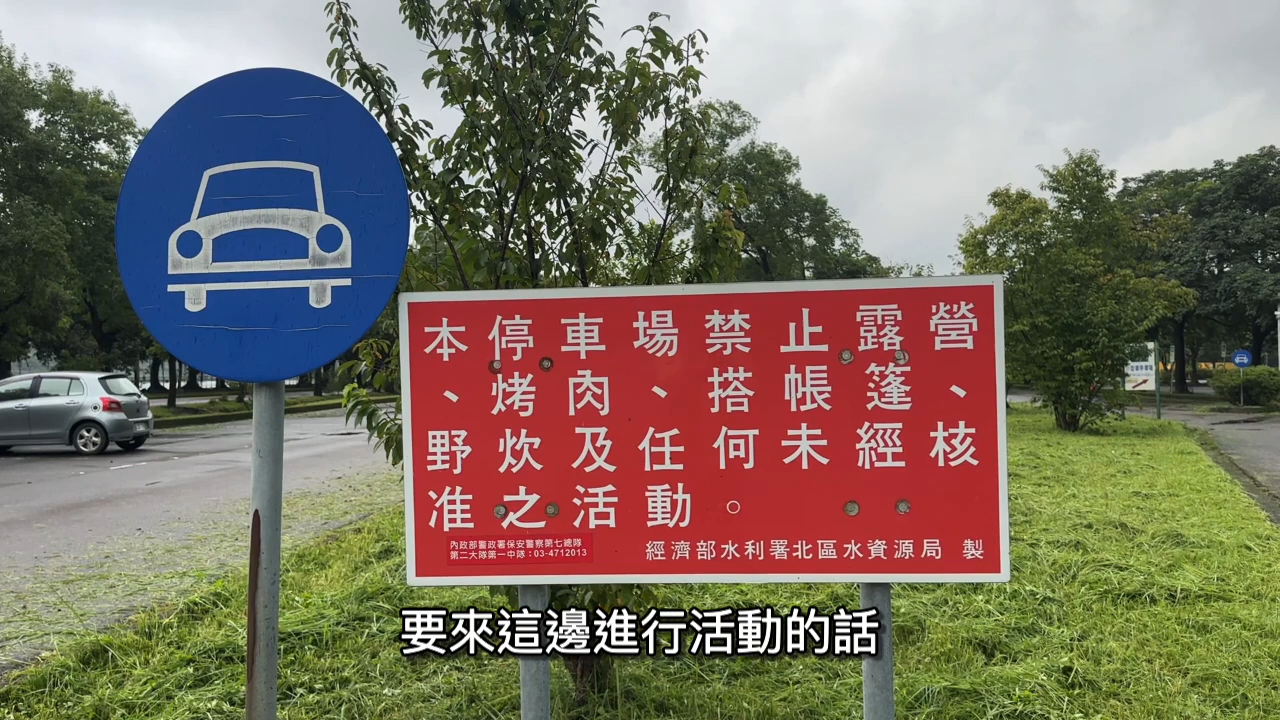 本停車場禁止露營
、烤肉、搭帳篷、
野炊及任何未經核
准之活動。
內政部警政署保安警察第七總隊
第二大隊第一中隊：03-4712013
經濟部水利署北區水資源局 製
要來這邊進行活動的話